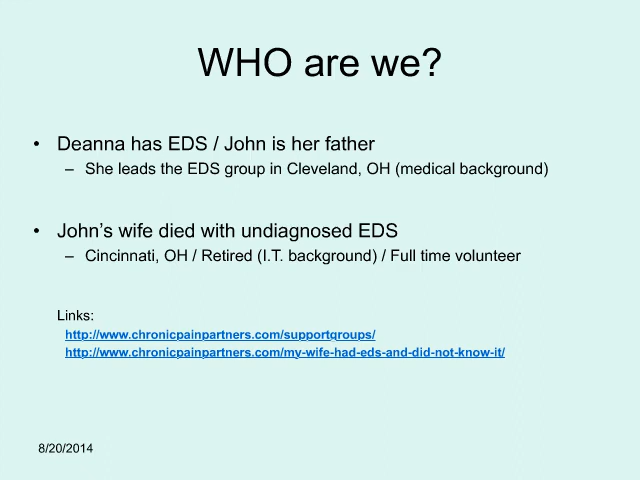 WHO are we?
• Deanna has EDS / John is her father
– She leads the EDS group in Cleveland, OH (medical background)
• John’s wife died with undiagnosed EDS
– Cincinnati, OH / Retired (I.T. background) / Full time volunteer
Links:
http://www.chronicpainpartners.com/supportgroups/
http://www.chronicpainpartners.com/my-wife-had-eds-and-did-not-know-it/
8/20/2014